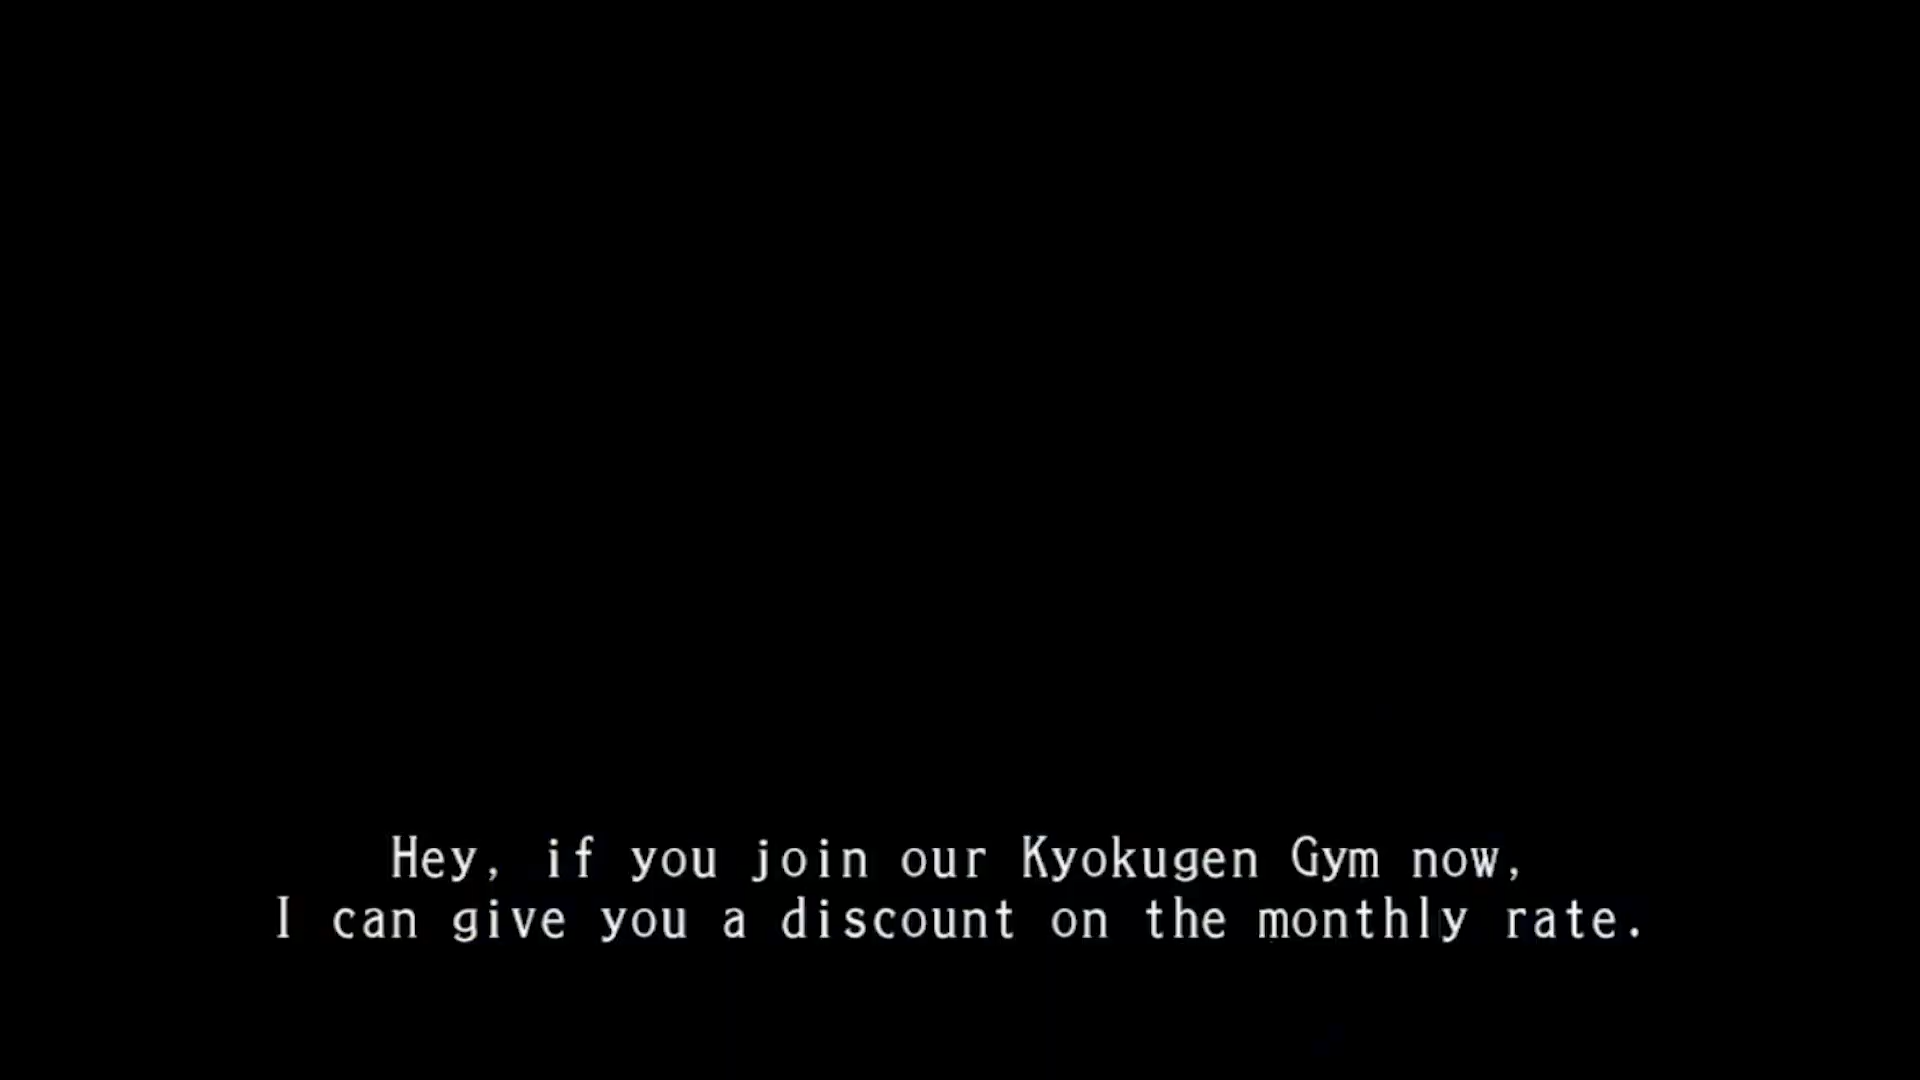 Hey, if you join our Kyokugen Gym now,
I can give you a discount on the monthly rate.